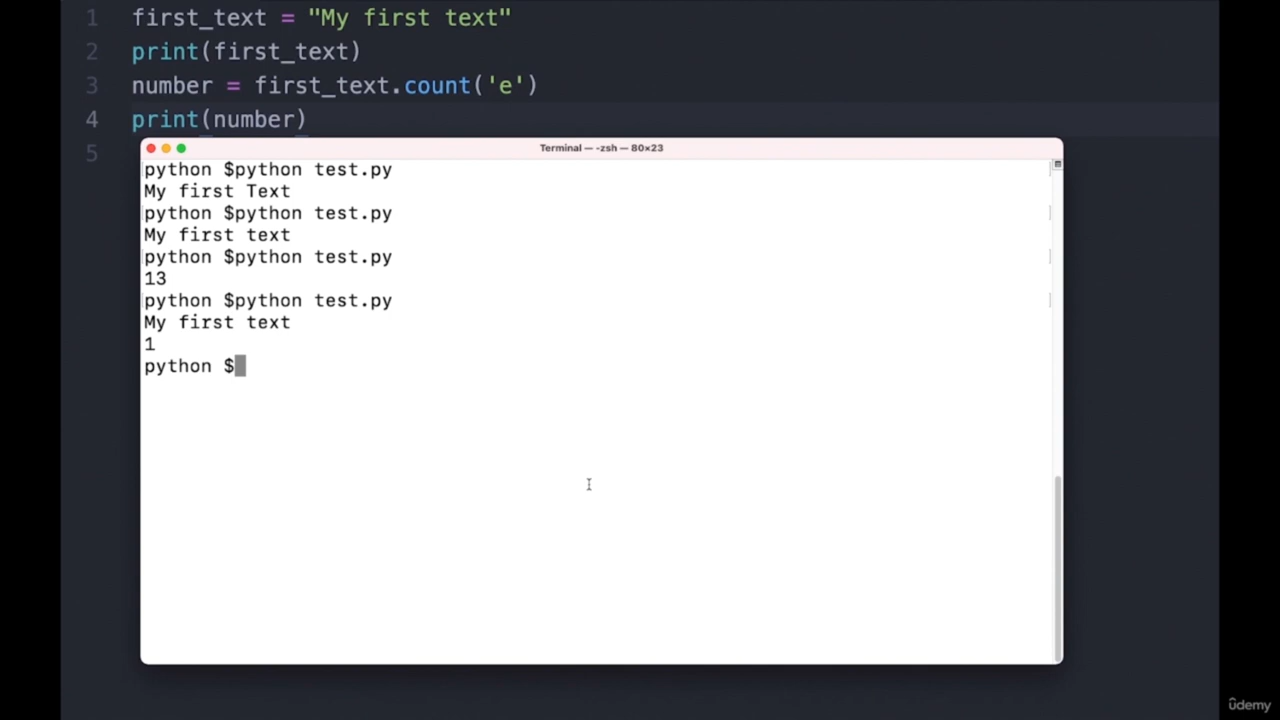 1 first_text = "My first text"
2 print(first_text)
3 number = first_text.count('e')
4 print(number)
5
Terminal — -zsh — 80×23
python $python test.py
My first Text
python $python test.py
My first text
python $python test.py
13
python $python test.py
My first text
1
python $
ûdemy